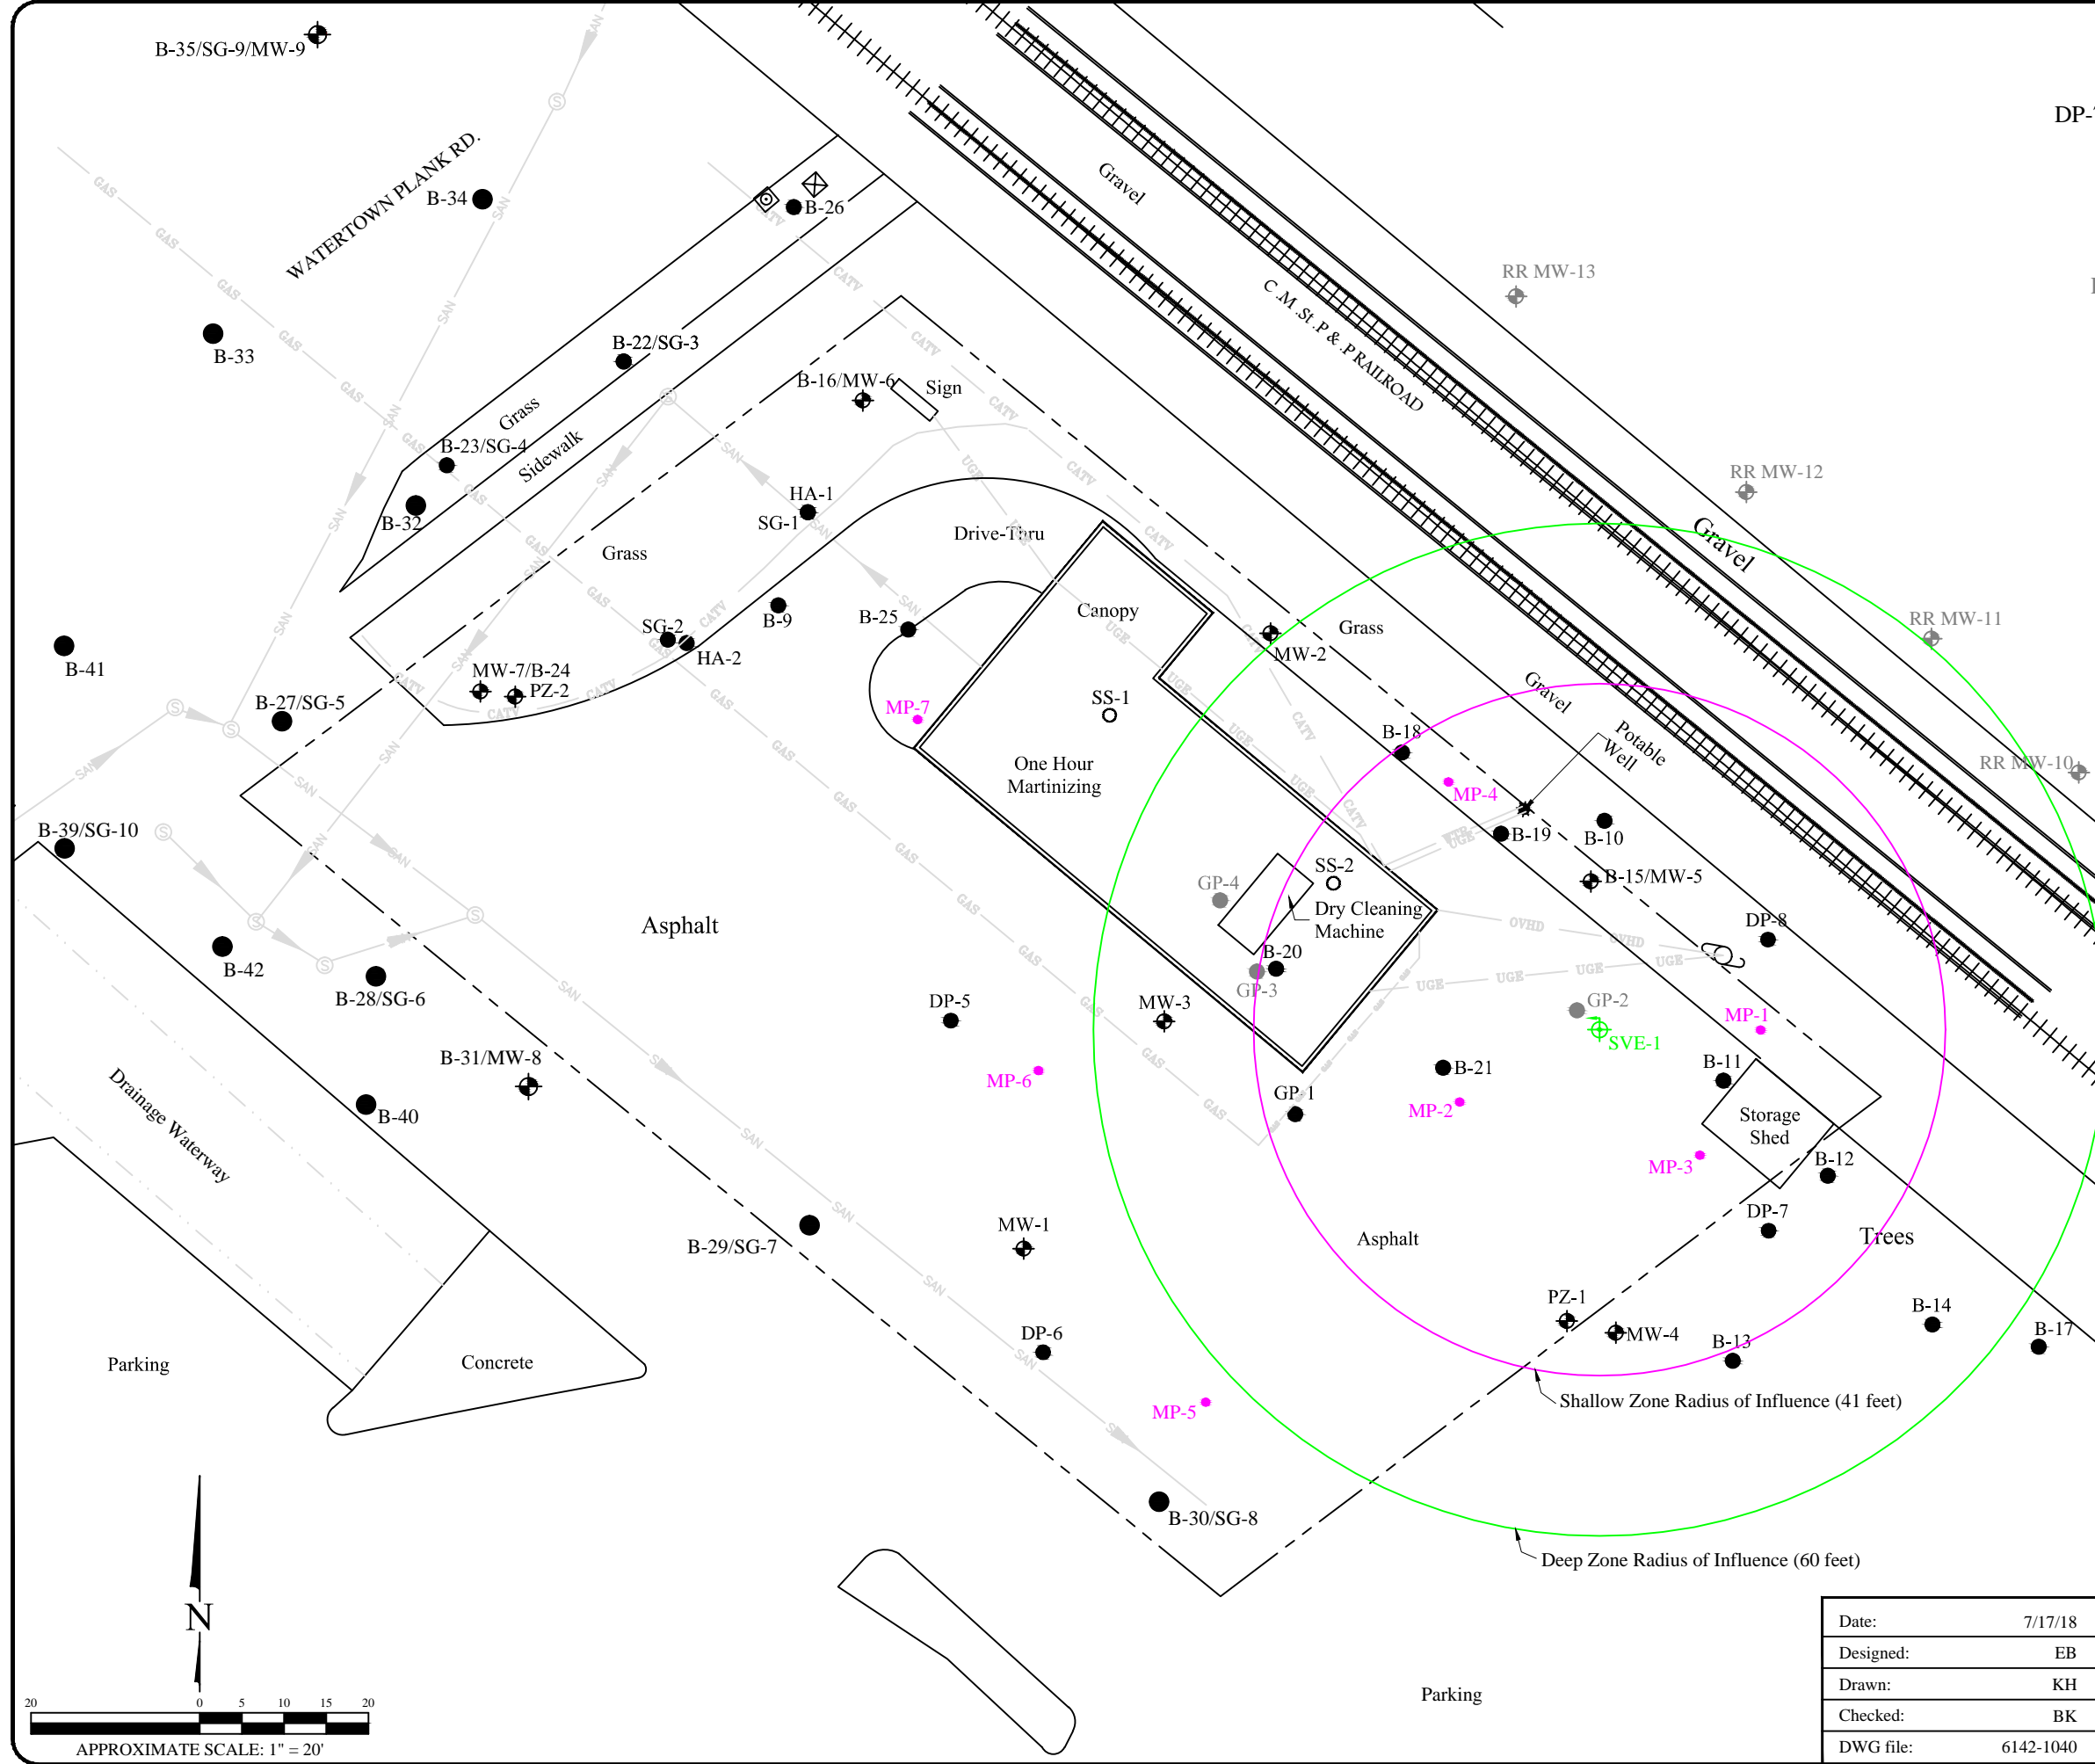 B-35/SG-9/MW-9
DP-7
WATERTOWN PLANK RD.
B-34
B-26
Gravel
RR MW-13
C.M.St.P.&.P.RAILROAD
B-33
B-22/SG-3
B-16/MW-6
Sign
Grass
B-23/SG-4
Sidewalk
B-32
RR MW-12
HA-1
SG-1
Drive-Thru
Gravel
Grass
Canopy
B-9
B-25
SG-2
HA-2
Grass
MW-2
RR MW-11
B-41
MW-7/B-24
PZ-2
B-27/SG-5
MP-7
SS-1
Gravel
B-18
Potable
Well
RR MW-10
One Hour
Martinizing
MP-4
B-39/SG-10
B-19
B-10
GP-4
SS-2
B-15/MW-5
Dry Cleaning
Machine
Asphalt
DP-8
B-42
B-28/SG-6
B-20
GP-3
DP-5
MW-3
GP-2
MP-1
SVE-1
B-31/MW-8
MP-6
B-21
B-11
Drainage Waterway
B-40
GP-1
MP-2
Storage
Shed
MP-3
B-12
B-29/SG-7
MW-1
Asphalt
DP-7
Trees
PZ-1
MW-4
B-14
B-13
B-17
DP-6
Parking
Concrete
MP-5
Shallow Zone Radius of Influence (41 feet)
B-30/SG-8
Deep Zone Radius of Influence (60 feet)
N
Parking
20 0 5 10 15 20
APPROXIMATE SCALE: 1" = 20'
Date: 7/17/18
Designed: EB
Drawn: KH
Checked: BK
DWG file: 6142-1040
GAS
SAN
CATV
UGE
OVHD